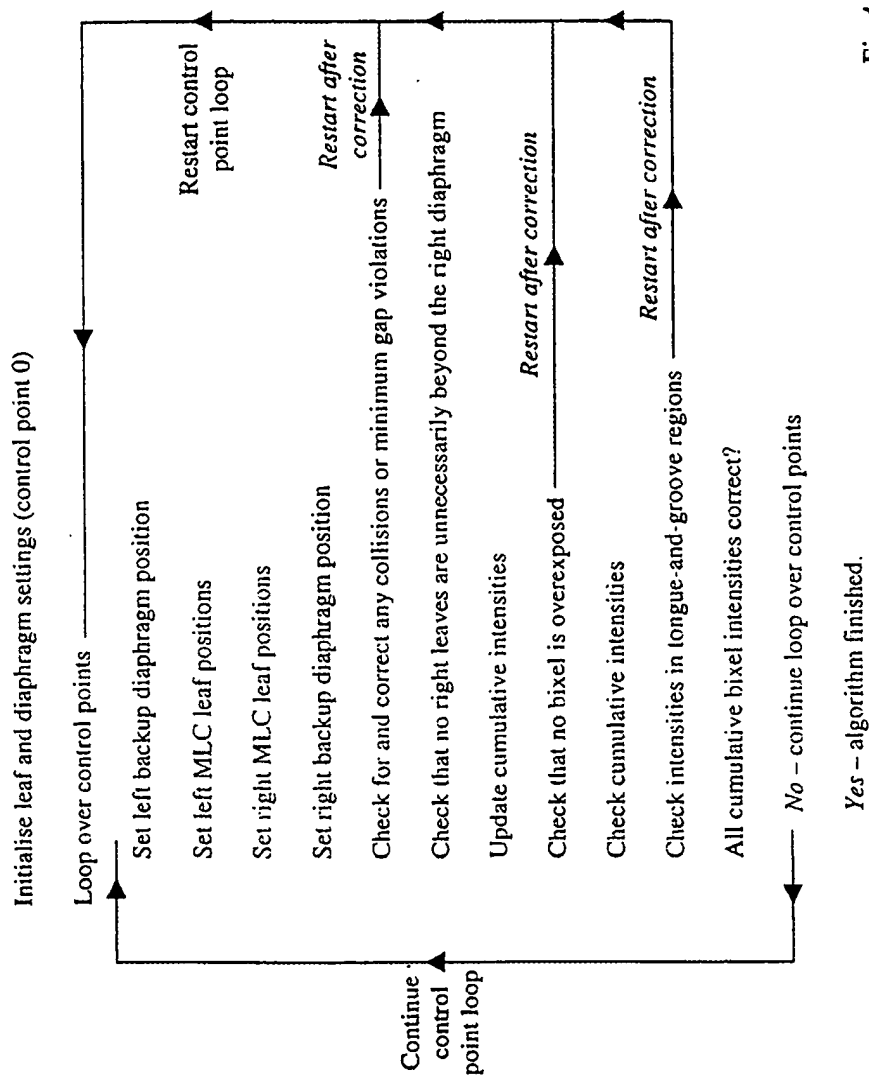 Initialise leaf and diaphragm settings (control point 0)
Loop over control points
Set left backup diaphragm position
Set left MLC leaf positions
Restart control
point loop
Set right MLC leaf positions
Set right backup diaphragm position
Restart after
correction
Check for and correct any collisions or minimum gap violations
Check that no right leaves are unnecessarily beyond the right diaphragm
Continue
control
point loop
Update cumulative intensities
Check that no bixel is overexposed
Restart after correction
Check cumulative intensities
Check intensities in tongue-and-groove regions
Restart after correction
All cumulative bixel intensities correct?
No – continue loop over control points
Yes – algorithm finished.